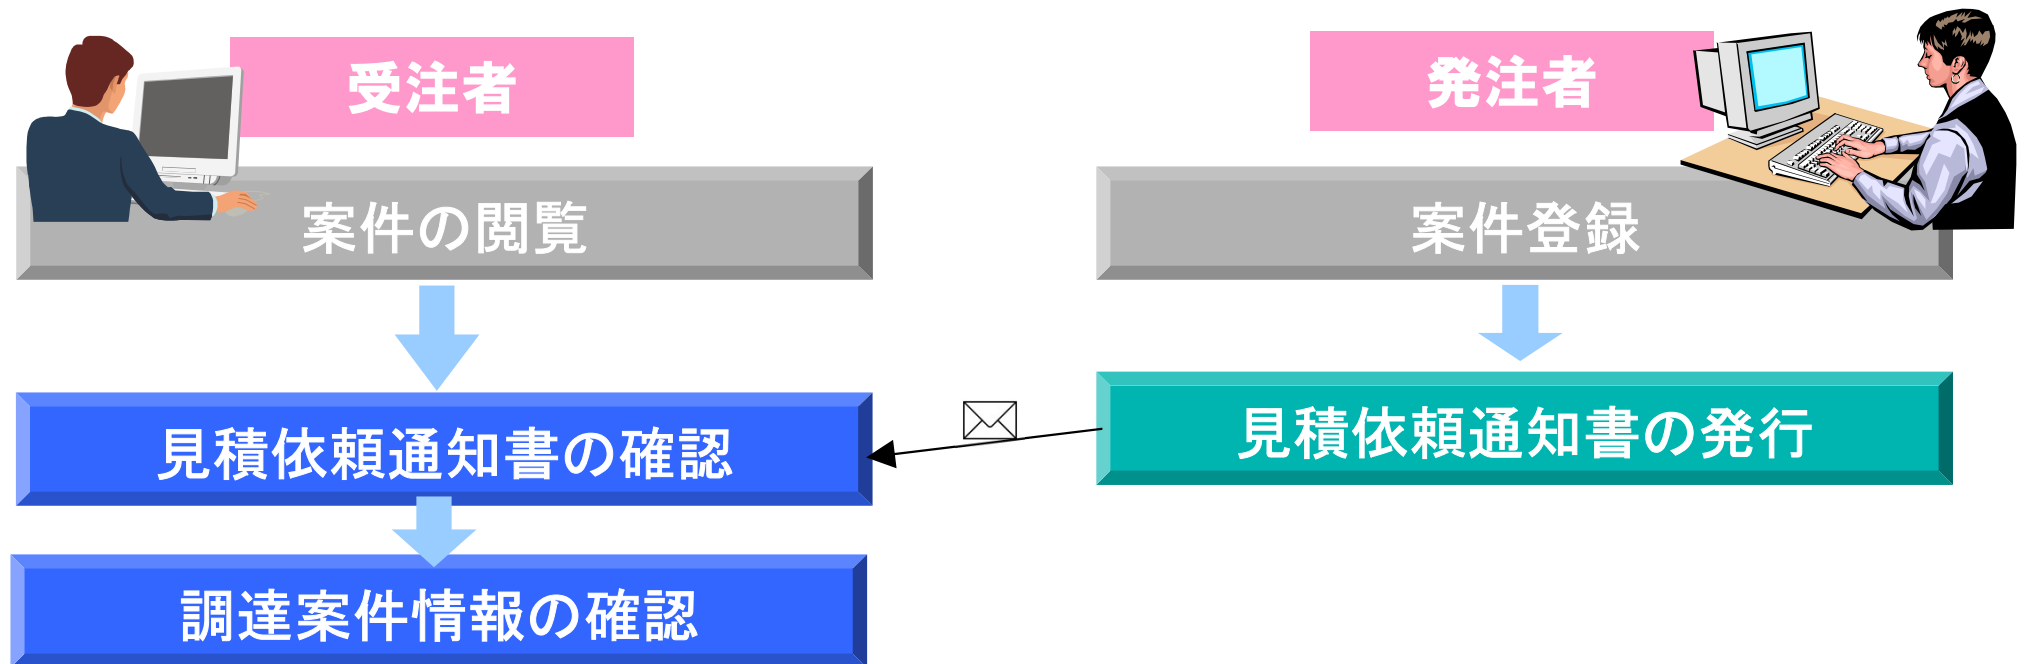 受注者
発注者
案件の閲覧
案件登録
見積依頼通知書の確認
見積依頼通知書の発行
調達案件情報の確認